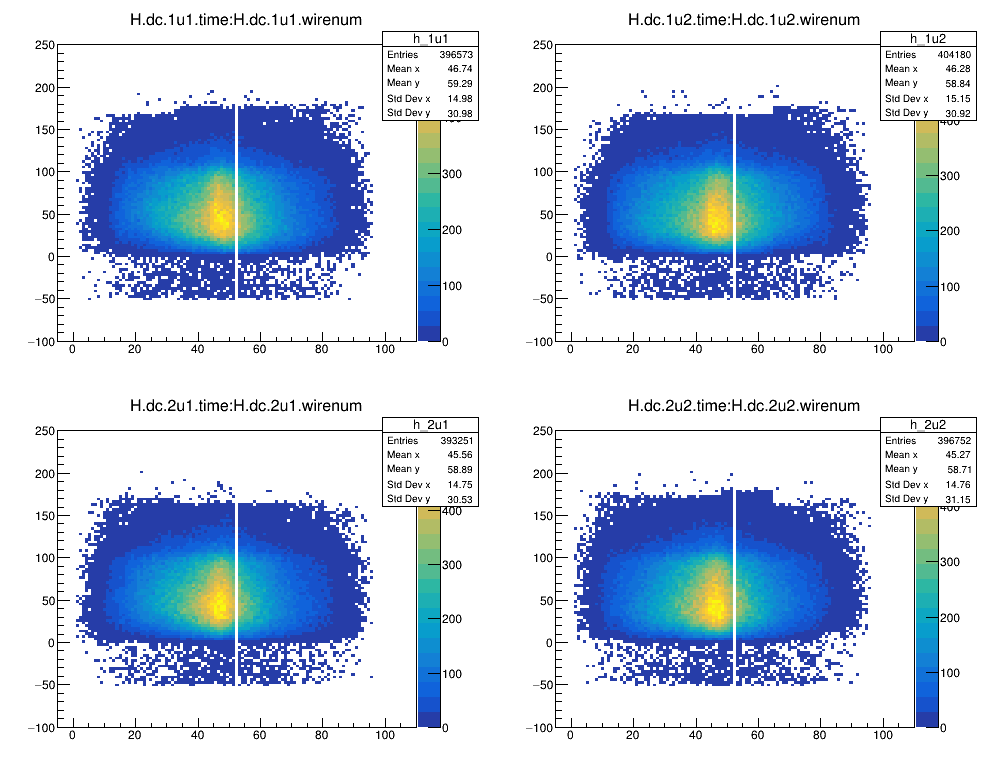 H.dc.1u1.time:H.dc.1u1.wirenum
h_1u1
Entries 396573
Mean x 46.74
Mean y 59.29
Std Dev x 14.98
Std Dev y 30.98
250
200
150
100
50
0
−50
−100
0 20 40 60 80 100
400
300
200
100
0
H.dc.1u2.time:H.dc.1u2.wirenum
h_1u2
Entries 404180
Mean x 46.28
Mean y 58.84
Std Dev x 15.15
Std Dev y 30.92
250
200
150
100
50
0
−50
−100
0 20 40 60 80 100
400
300
200
100
0
H.dc.2u1.time:H.dc.2u1.wirenum
h_2u1
Entries 393251
Mean x 45.56
Mean y 58.89
Std Dev x 14.75
Std Dev y 30.53
250
200
150
100
50
0
−50
−100
0 20 40 60 80 100
400
300
200
100
0
H.dc.2u2.time:H.dc.2u2.wirenum
h_2u2
Entries 396752
Mean x 45.27
Mean y 58.71
Std Dev x 14.76
Std Dev y 31.15
250
200
150
100
50
0
−50
−100
0 20 40 60 80 100
400
300
200
100
0